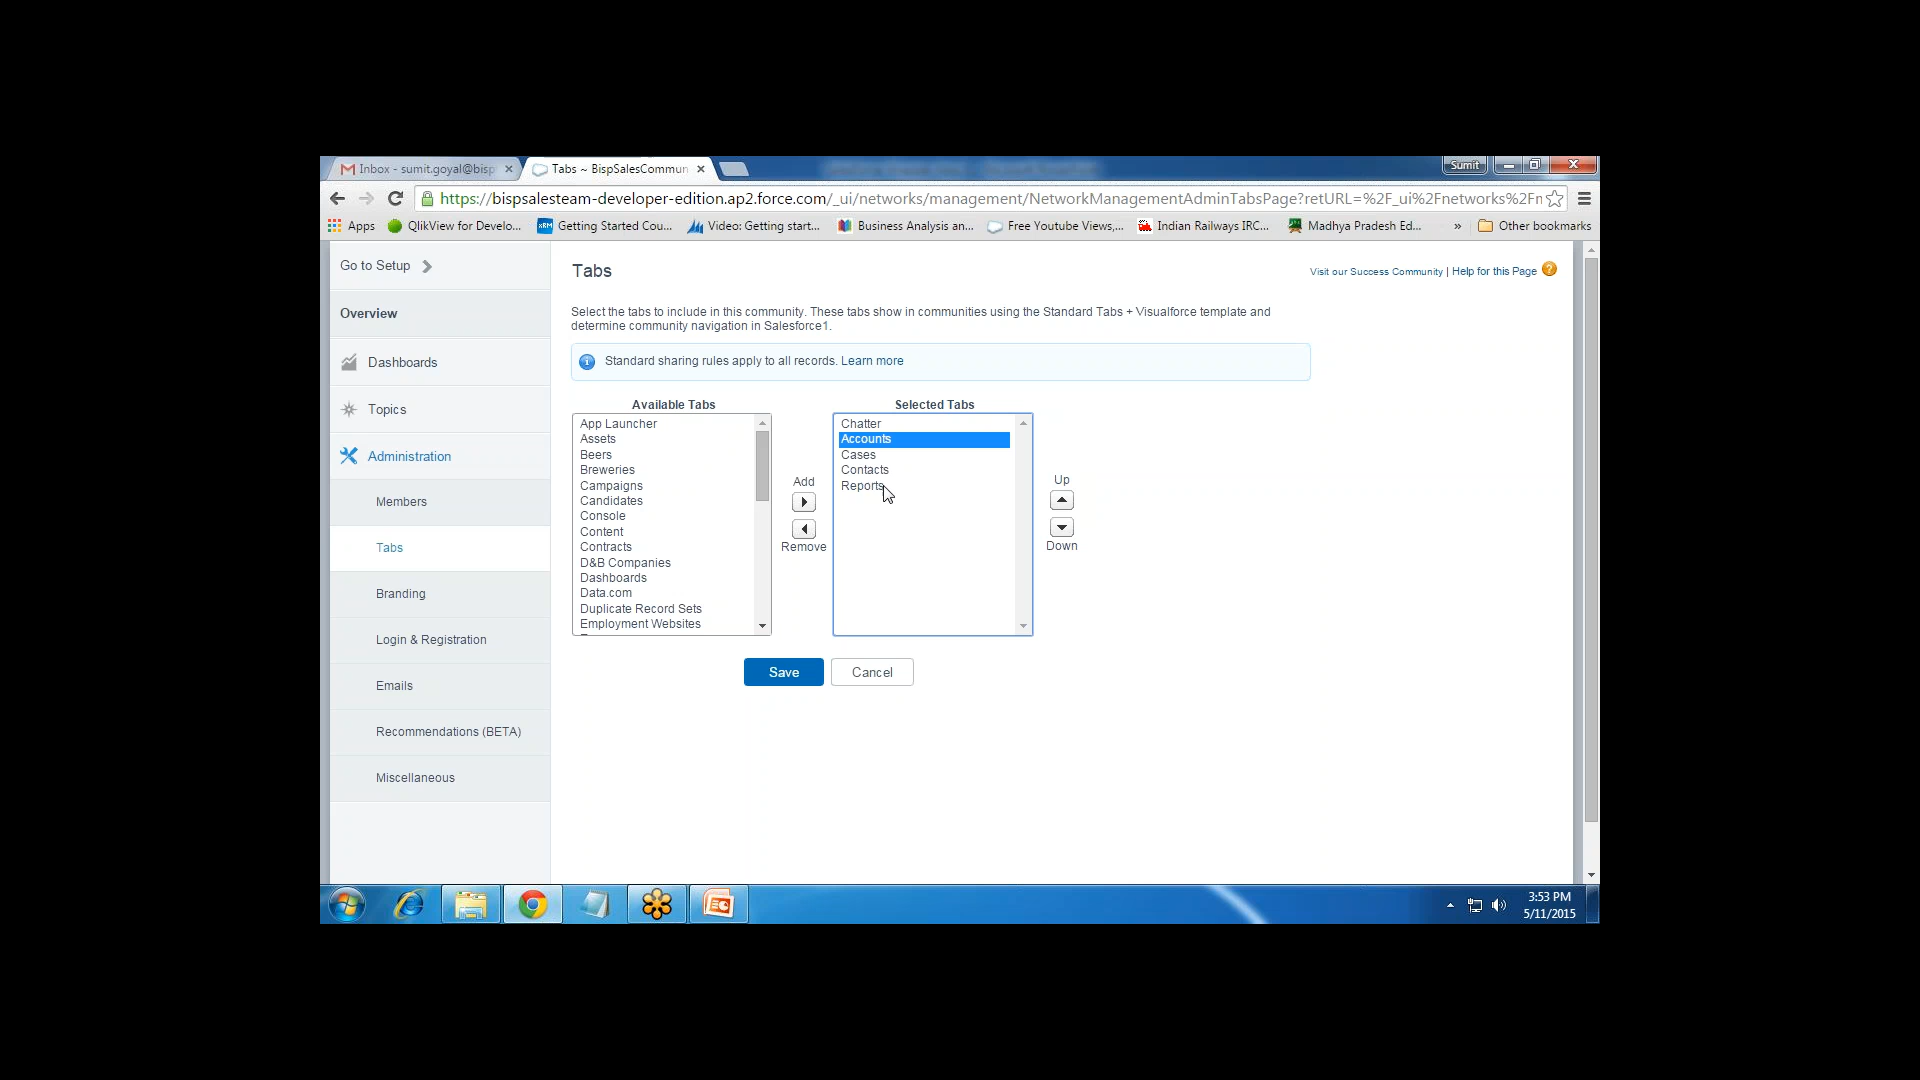 Inbox - sumit.goyal@bisp
Tabs ~ BispSalesCommun
Sumit
https://bispsalesteam-developer-edition.ap2.force.com/_ui/networks/management/NetworkManagementAdminTabsPage?retURL=%2F_ui%2Fnetworks%2Fn
Apps
QlikView for Develo...
Getting Started Cou...
Video: Getting start...
Business Analysis an...
Free Youtube Views,...
Indian Railways IRC...
Madhya Pradesh Ed...
»
Other bookmarks
Go to Setup
Overview
Dashboards
Topics
Administration
Members
Tabs
Branding
Login & Registration
Emails
Recommendations (BETA)
Miscellaneous
Tabs
Visit our Success Community | Help for this Page ?
Select the tabs to include in this community. These tabs show in communities using the Standard Tabs + Visualforce template and
determine community navigation in Salesforce1.
Standard sharing rules apply to all records. Learn more
Available Tabs
App Launcher
Assets
Beers
Breweries
Campaigns
Candidates
Console
Content
Contracts
D&B Companies
Dashboards
Data.com
Duplicate Record Sets
Employment Websites
Add
Remove
Selected Tabs
Chatter
Accounts
Cases
Contacts
Reports
Up
Down
Save
Cancel
3:53 PM
5/11/2015